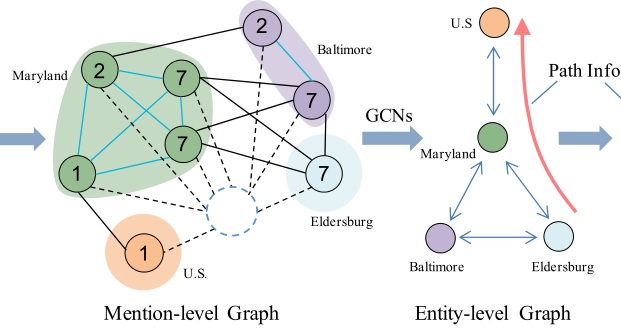 2
Baltimore
Maryland
2
7
7
7
1
7
Eldersburg
1
U.S.
Mention-level Graph
GCNs
U.S
Path Info
Maryland
Baltimore
Eldersburg
Entity-level Graph